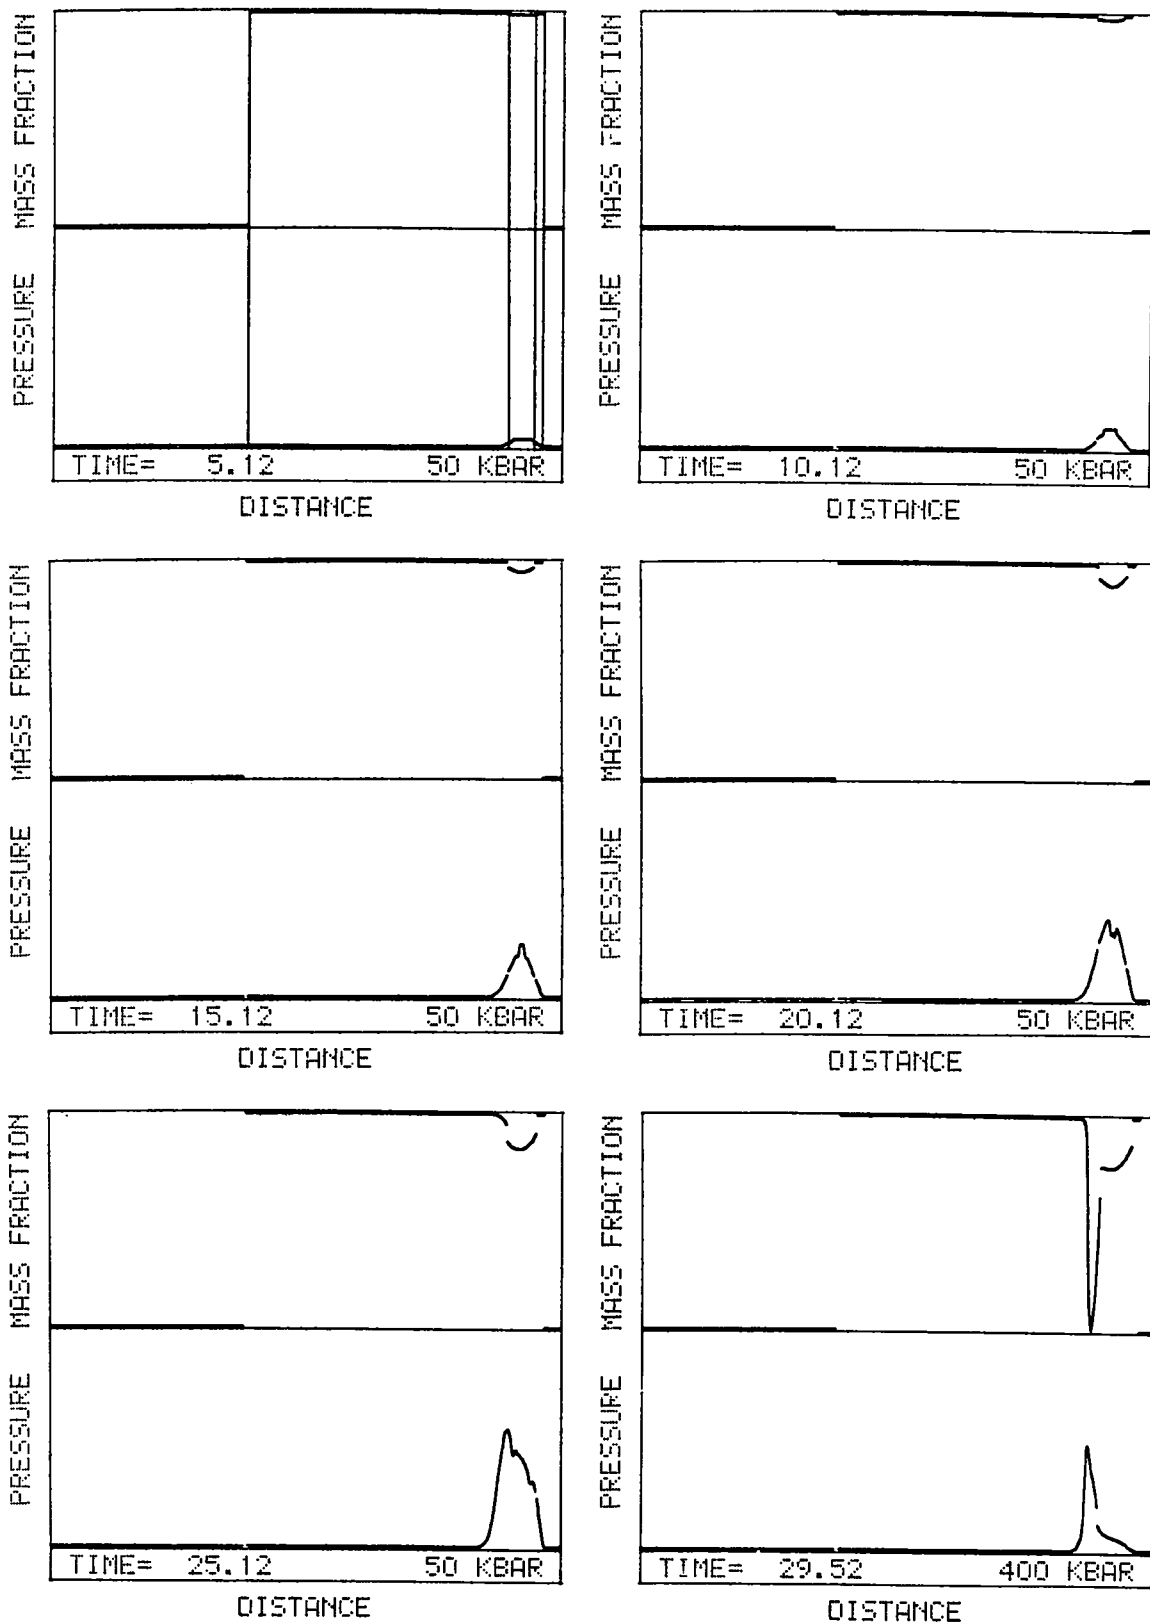 MASS FRACTION
PRESSURE
TIME= 5.12 50 KBAR
DISTANCE
MASS FRACTION
PRESSURE
TIME= 10.12 50 KBAR
DISTANCE
MASS FRACTION
PRESSURE
TIME= 15.12 50 KBAR
DISTANCE
MASS FRACTION
PRESSURE
TIME= 20.12 50 KBAR
DISTANCE
MASS FRACTION
PRESSURE
TIME= 25.12 50 KBAR
DISTANCE
MASS FRACTION
PRESSURE
TIME= 29.52 400 KBAR
DISTANCE